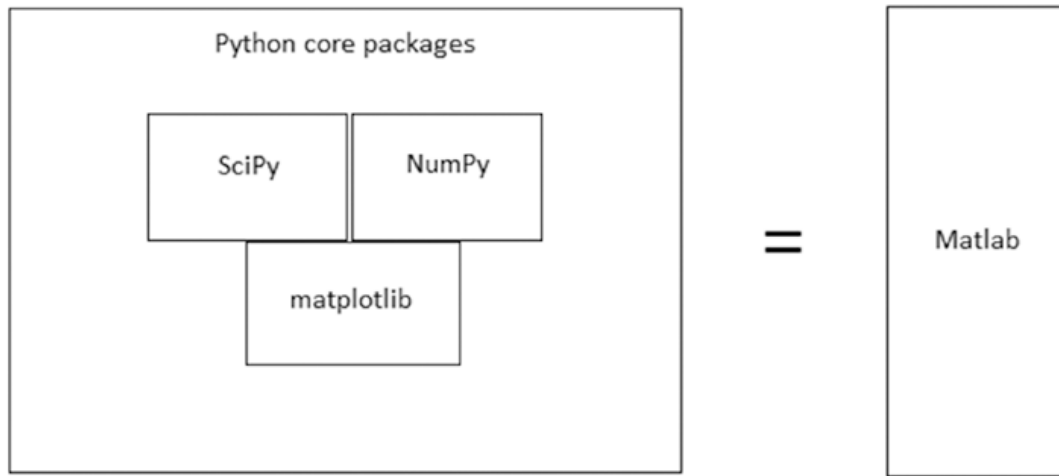 Python core packages
SciPy
NumPy
matplotlib
=
Matlab